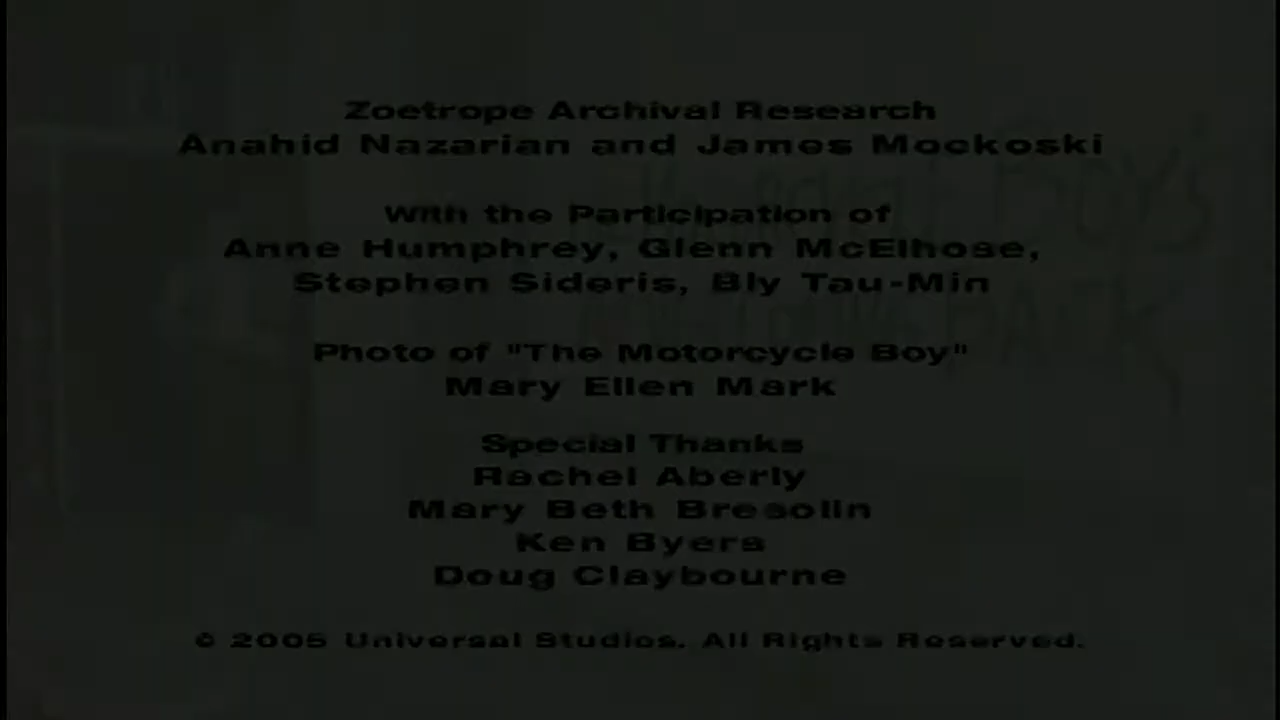 Zoetrope Archival Research
Anahid Nazarian and James Mockoski
With the Participation of
Anne Humphrey, Glenn McElhose,
Stephen Sideris, Bly Tau-Min
Photo of "The Motorcycle Boy"
Mary Ellen Mark
Special Thanks
Rachel Aberly
Mary Beth Bresolin
Ken Byers
Doug Claybourne
© 2005 Universal Studios. All Rights Reserved.